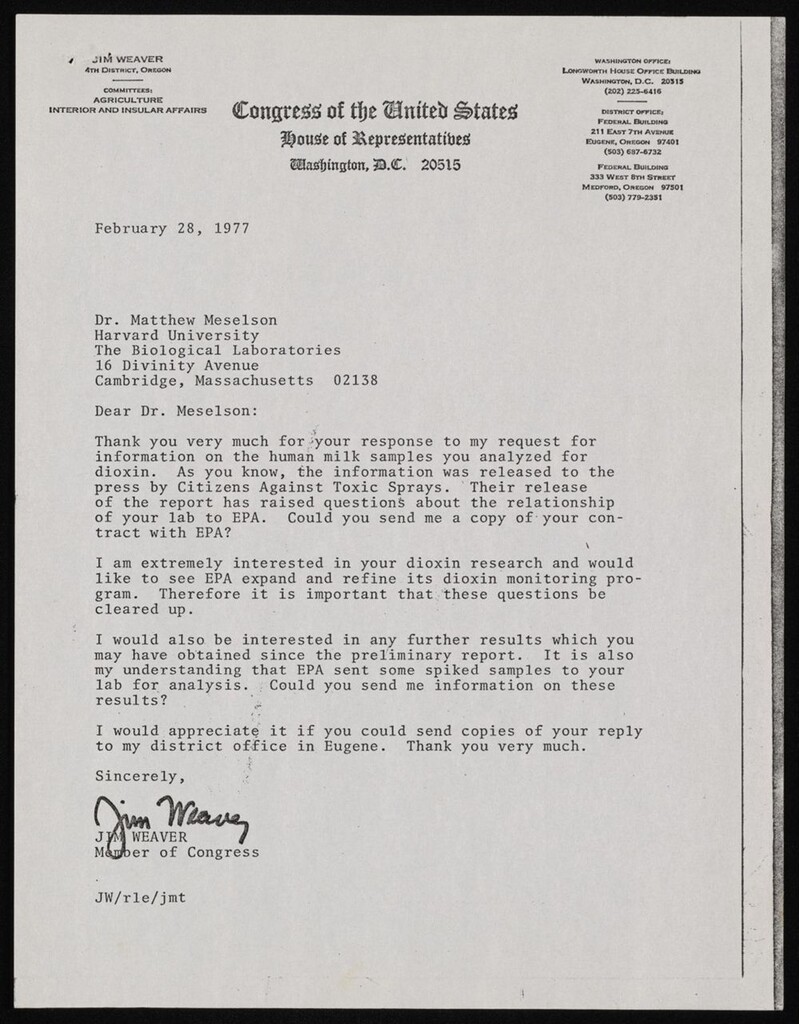 JIM WEAVER
4TH DISTRICT, OREGON
COMMITTEES:
AGRICULTURE
INTERIOR AND INSULAR AFFAIRS
Congress of the United States
House of Representatives
Washington, D.C. 20515
WASHINGTON OFFICE:
LONGWORTH HOUSE OFFICE BUILDING
WASHINGTON, D.C. 20515
(202) 225-6416
DISTRICT OFFICE:
FEDERAL BUILDING
211 EAST 7TH AVENUE
EUGENE, OREGON 97401
(503) 687-6732
FEDERAL BUILDING
333 WEST 8TH STREET
MEDFORD, OREGON 97501
(503) 779-2351
February 28, 1977
Dr. Matthew Meselson
Harvard University
The Biological Laboratories
16 Divinity Avenue
Cambridge, Massachusetts 02138
Dear Dr. Meselson:
Thank you very much for your response to my request for
information on the human milk samples you analyzed for
dioxin. As you know, the information was released to the
press by Citizens Against Toxic Sprays. Their release
of the report has raised questions about the relationship
of your lab to EPA. Could you send me a copy of your con-
tract with EPA?
I am extremely interested in your dioxin research and would
like to see EPA expand and refine its dioxin monitoring pro-
gram. Therefore it is important that these questions be
cleared up.
I would also be interested in any further results which you
may have obtained since the preliminary report. It is also
my understanding that EPA sent some spiked samples to your
lab for analysis. Could you send me information on these
results?
I would appreciate it if you could send copies of your reply
to my district office in Eugene. Thank you very much.
Sincerely,
Jim Weaver
JIM WEAVER
Member of Congress
JW/rle/jmt